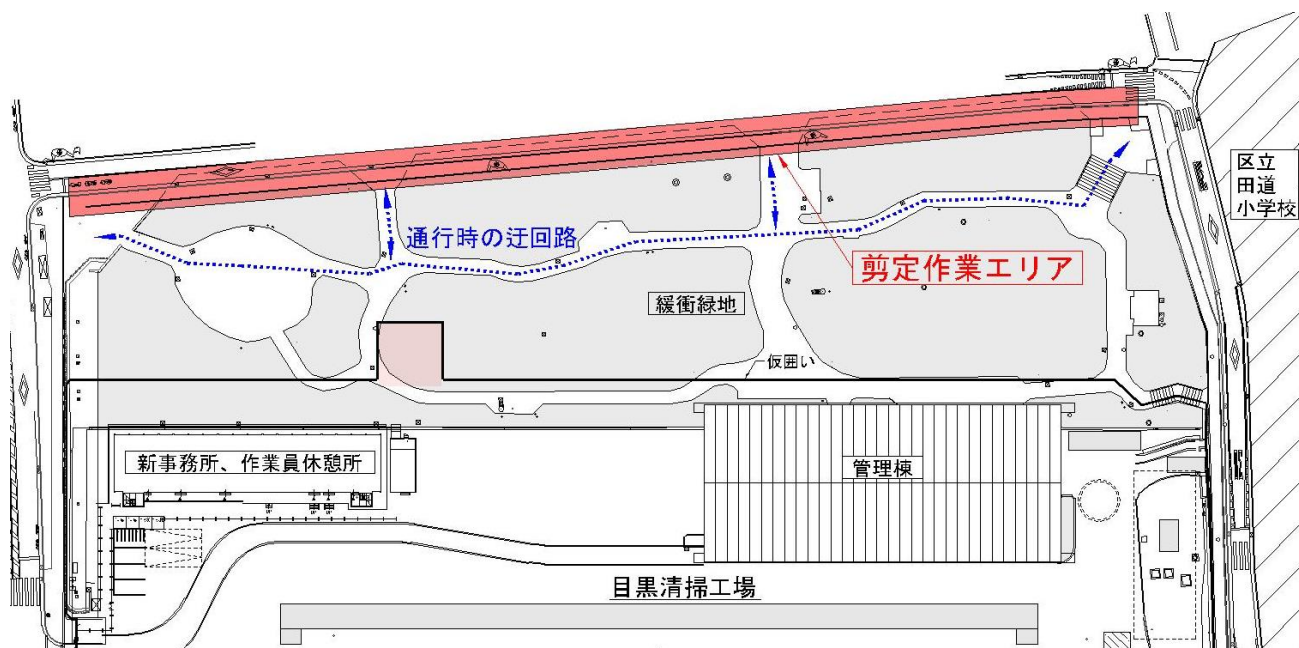 区立
田道
小学校
通行時の迂回路
剪定作業エリア
緩衝緑地
仮囲い
新事務所、作業員休憩所
管理棟
目黒清掃工場